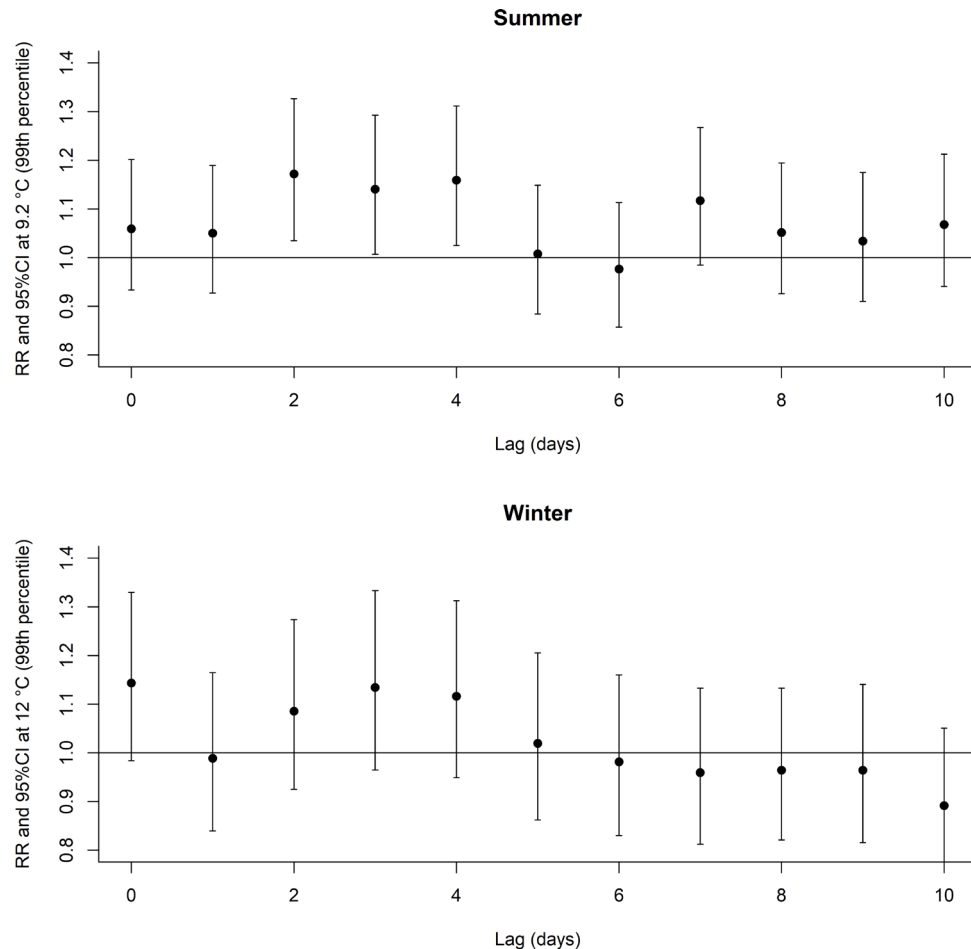 Summer
RR and 95%CI at 9.2 °C (99th percentile)
1.4
1.3
1.2
1.1
1.0
0.9
0.8
0 2 4 6 8 10
Lag (days)
Winter
RR and 95%CI at 12 °C (99th percentile)
1.4
1.3
1.2
1.1
1.0
0.9
0.8
0 2 4 6 8 10
Lag (days)